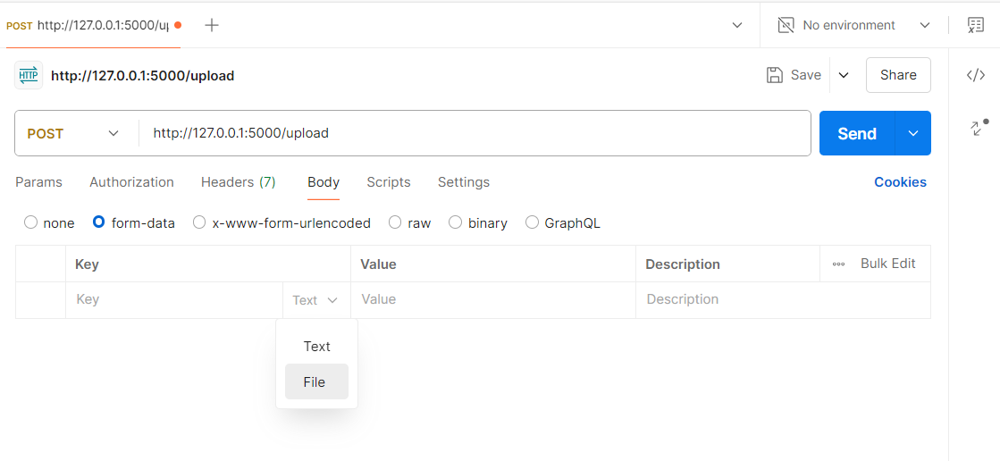 POST http://127.0.0.1:5000/up
No environment
HTTP http://127.0.0.1:5000/upload
Save
Share
POST http://127.0.0.1:5000/upload
Send
Params Authorization Headers (7) Body Scripts Settings Cookies
none form-data x-www-form-urlencoded raw binary GraphQL
Key Value Description Bulk Edit
Key Text Value Description
Text
File